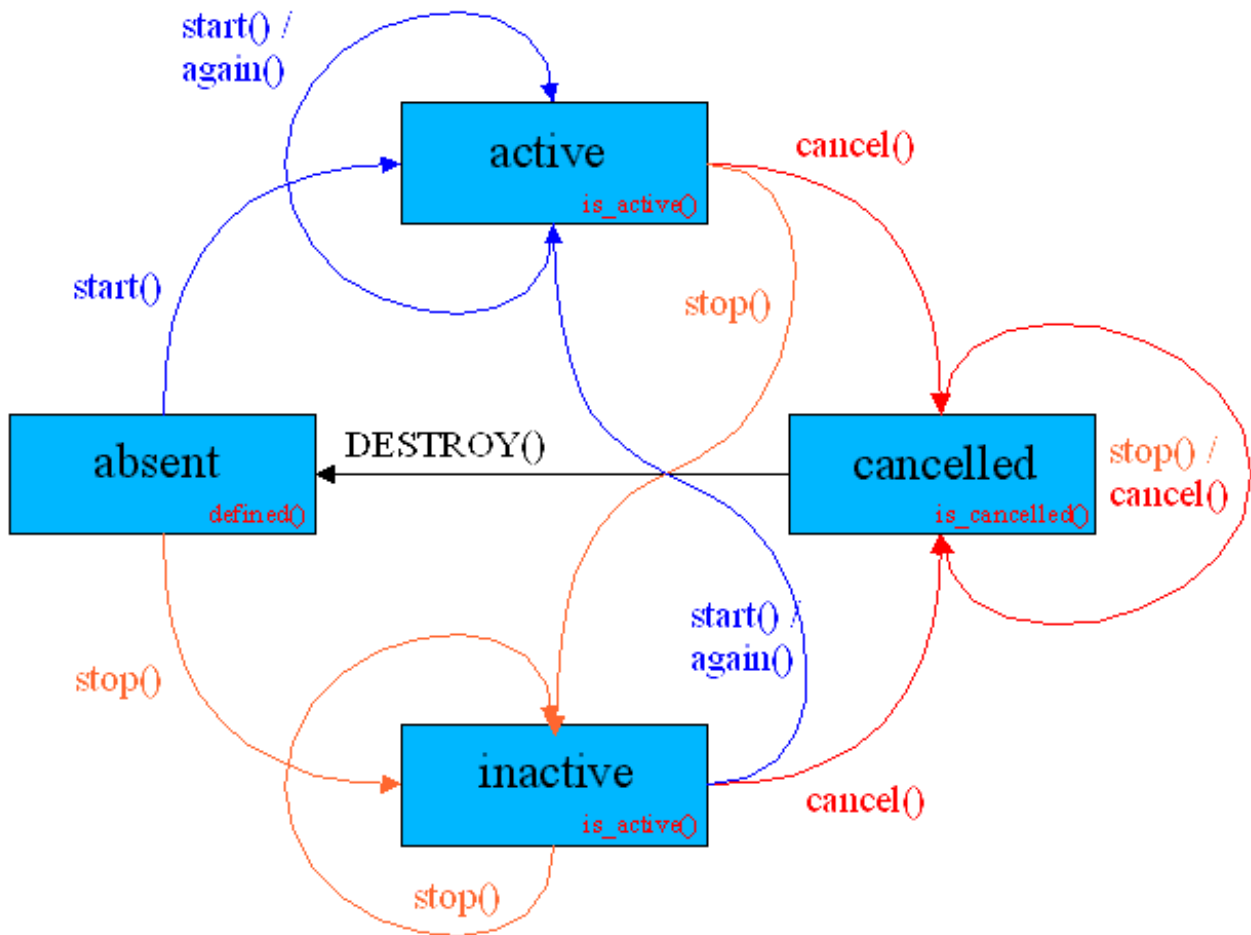 start() /
again()
active
is_active()
cancel()
start()
stop()
absent
defined()
DESTROY()
cancelled
is_cancelled()
stop() /
cancel()
stop()
start() /
again()
inactive
is_active()
cancel()
stop()